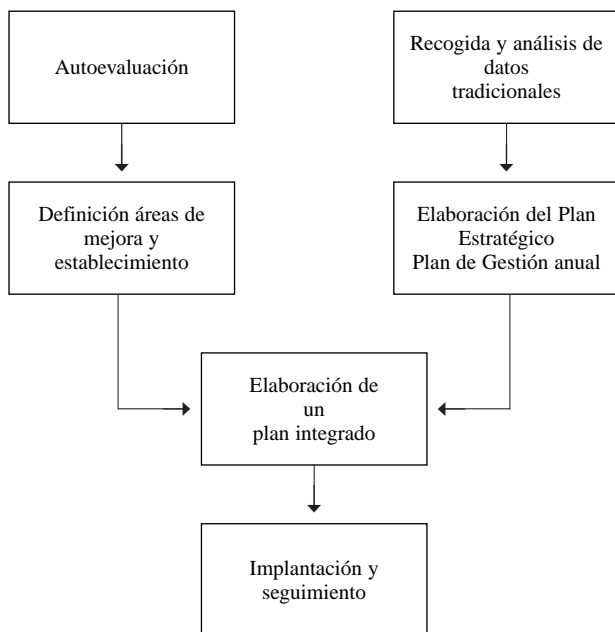 Autoevaluación
Recogida y análisis de
datos
tradicionales
Definición áreas de
mejora y
establecimiento
Elaboración del Plan
Estratégico
Plan de Gestión anual
Elaboración de
un
plan integrado
Implantación y
seguimiento